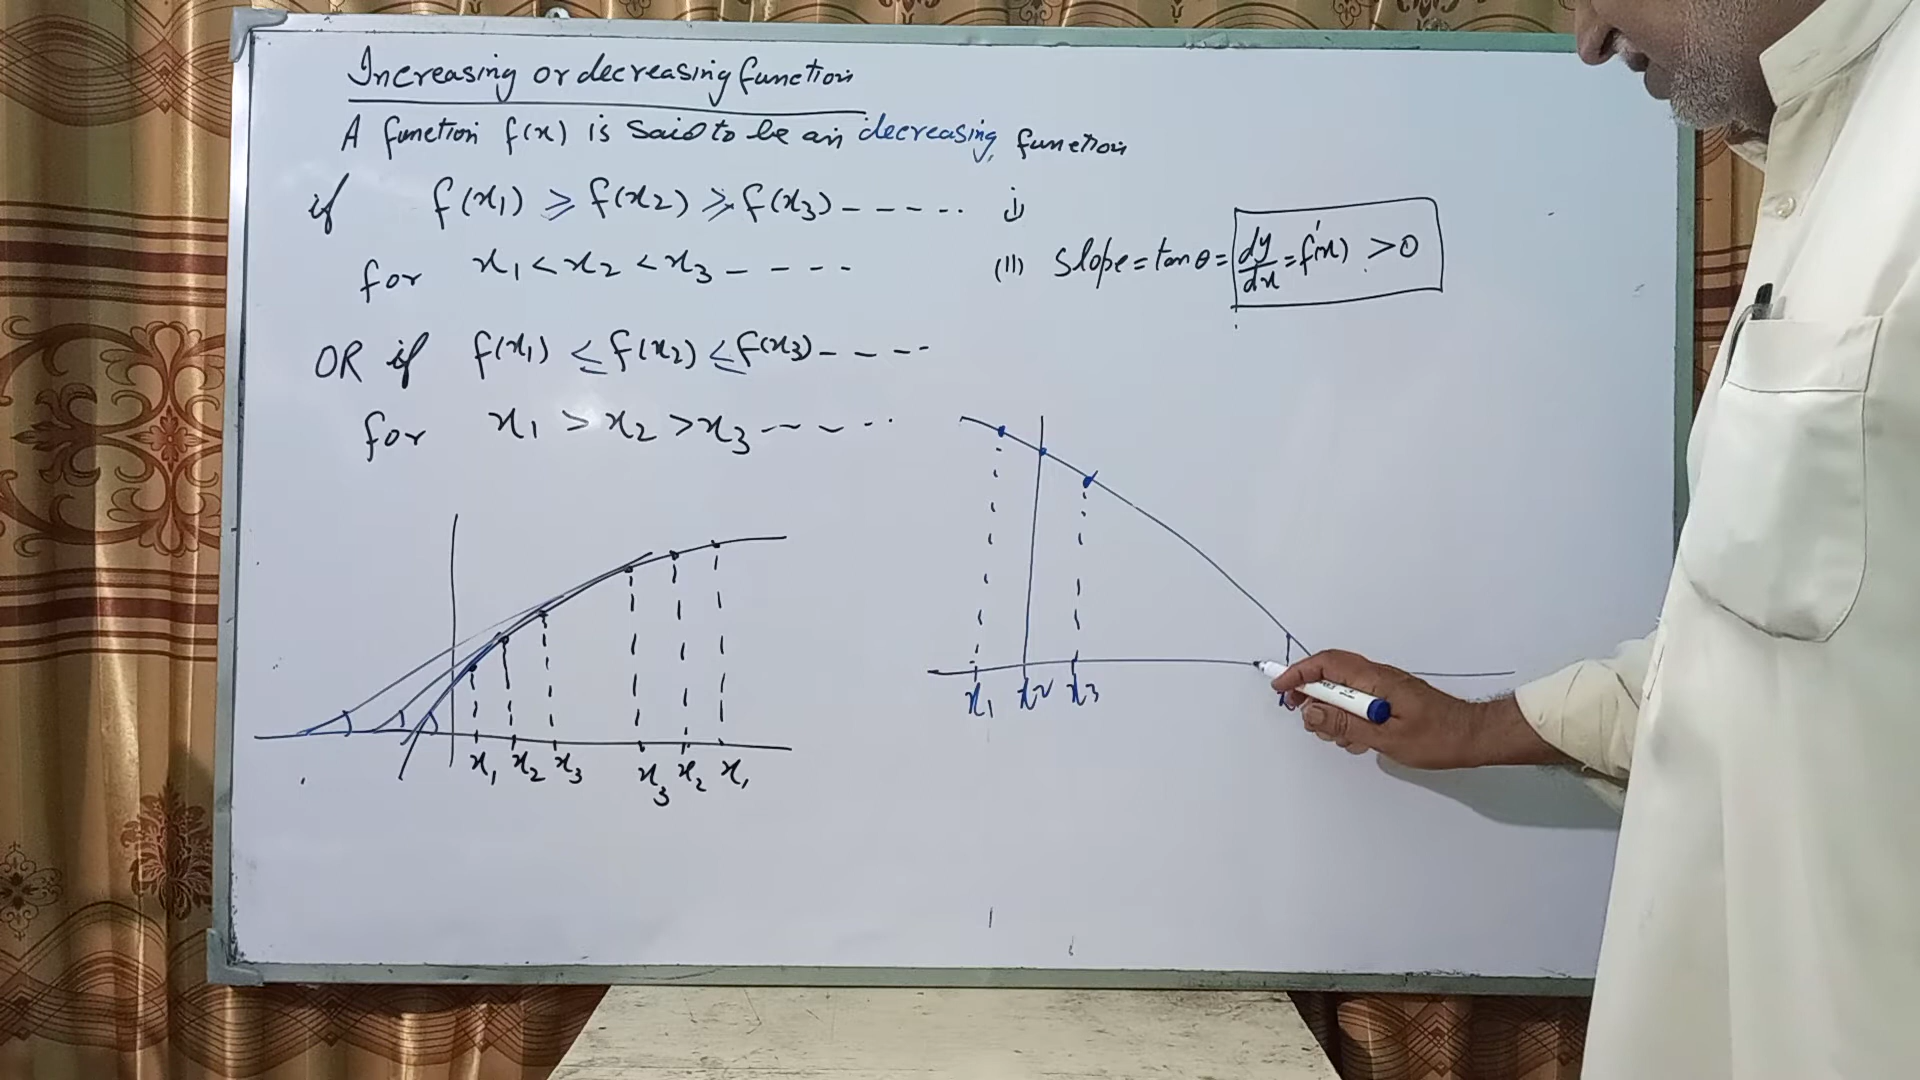 Increasing or decreasing function
A function f(x) is said to be an decreasing function
if f(x₁) ≥ f(x₂) ≥ f(x₃) - - - - - i)
for x₁ < x₂ < x₃ - - - -
(II) slope = tan θ = dy/dx = f'(x) > 0
OR if f(x₁) ≤ f(x₂) ≤ f(x₃) - - - -
for x₁ > x₂ > x₃ - - - - -
x₁ x₂ x₃ x₃ x₂ x₁
x₁ x₂ x₃